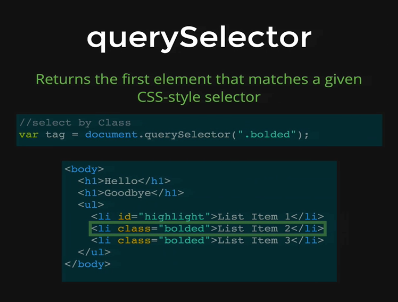 querySelector
Returns the first element that matches a given
CSS-style selector
//select by Class
var tag = document.querySelector(".bolded");
<body>
<h1>Hello</h1>
<h1>Goodbye</h1>
<ul>
<li id="highlight">List Item 1</li>
<li class="bolded">List Item 2</li>
<li class="bolded">List Item 3</li>
</ul>
</body>